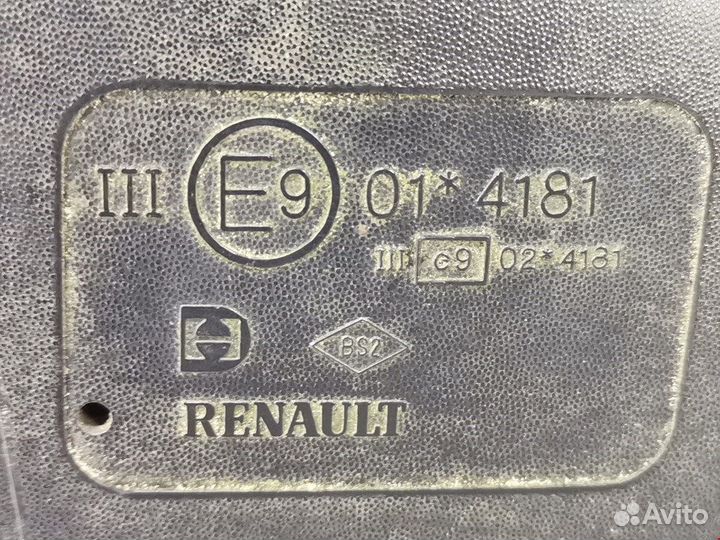 III E9 01*4181
III e9 02*4181
BS2
RENAULT
Avito